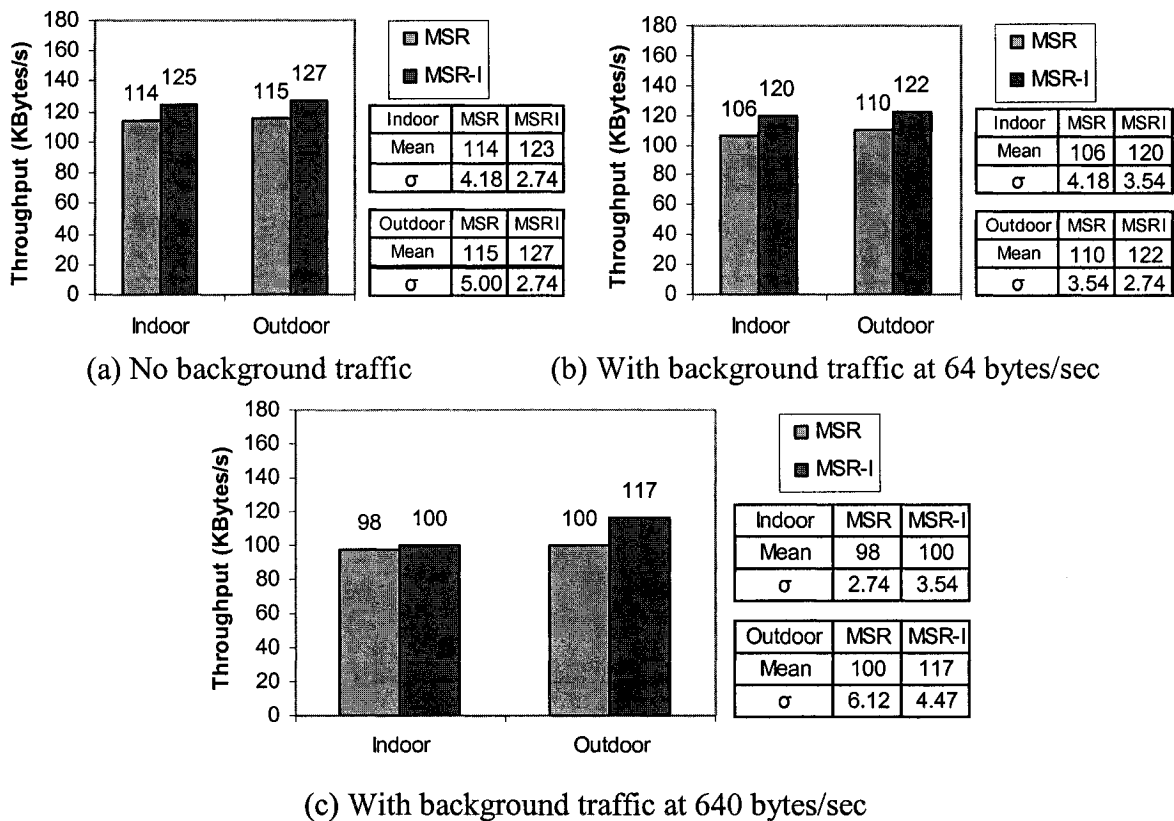 Throughput (KBytes/s)
180
160
140
120
100
80
60
40
20
0
114
125
115
127
Indoor
Outdoor
MSR
MSR-I
Indoor MSR MSRI
Mean 114 123
σ 4.18 2.74
Outdoor MSR MSRI
Mean 115 127
σ 5.00 2.74
(a) No background traffic
Throughput (KBytes/s)
180
160
140
120
100
80
60
40
20
0
106
120
110
122
Indoor
Outdoor
MSR
MSR-I
Indoor MSR MSRI
Mean 106 120
σ 4.18 3.54
Outdoor MSR MSRI
Mean 110 122
σ 3.54 2.74
(b) With background traffic at 64 bytes/sec
Throughput (KBytes/s)
180
160
140
120
100
80
60
40
20
0
98
100
100
117
Indoor
Outdoor
MSR
MSR-I
Indoor MSR MSR-I
Mean 98 100
σ 2.74 3.54
Outdoor MSR MSR-I
Mean 100 117
σ 6.12 4.47
(c) With background traffic at 640 bytes/sec